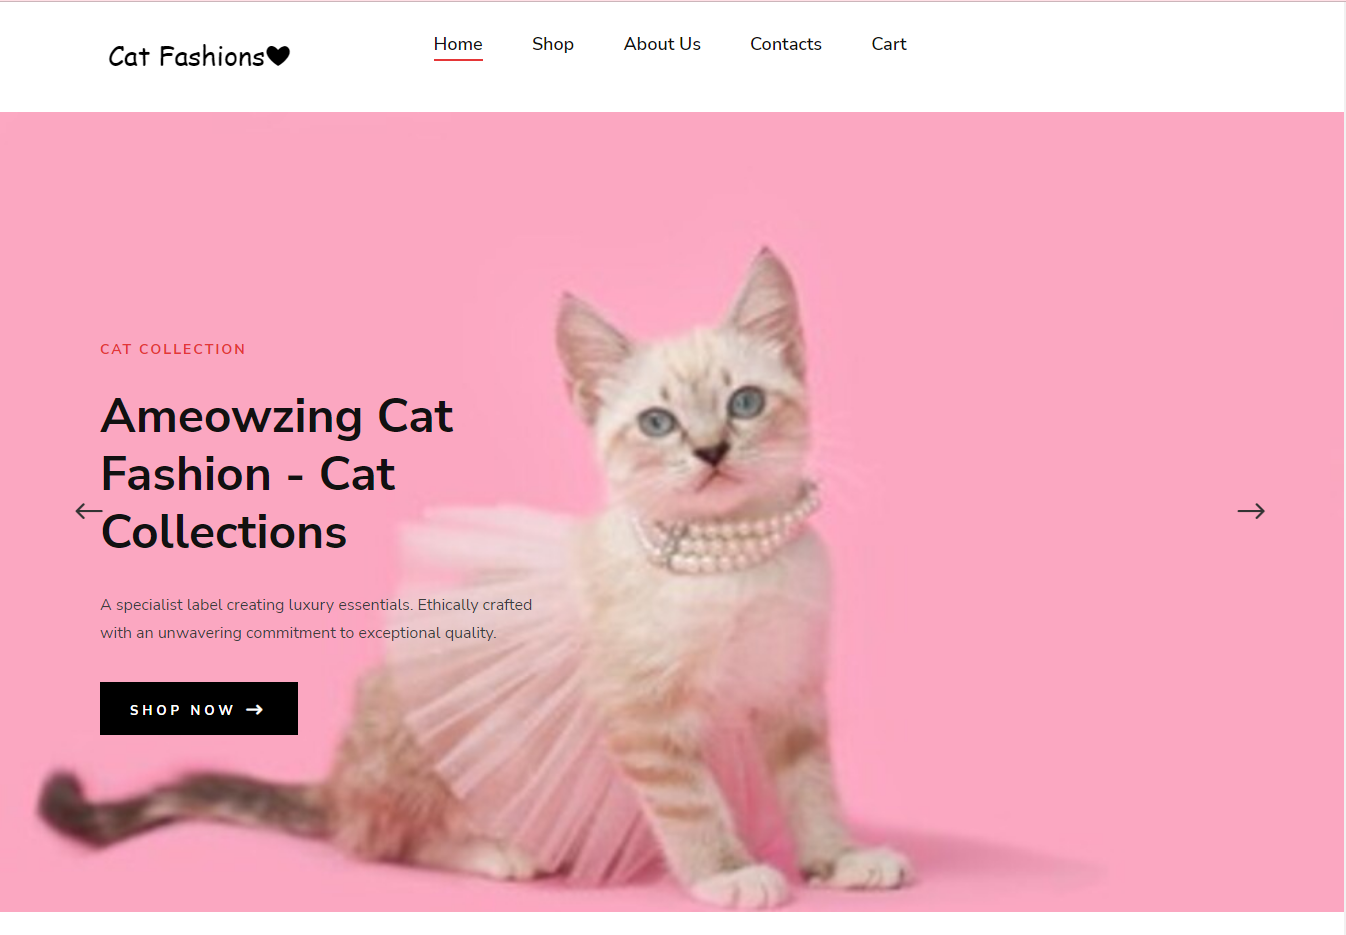 Cat Fashions🖤
Home Shop About Us Contacts Cart
CAT COLLECTION
Ameowzing Cat
Fashion - Cat
Collections
A specialist label creating luxury essentials. Ethically crafted
with an unwavering commitment to exceptional quality.
SHOP NOW →